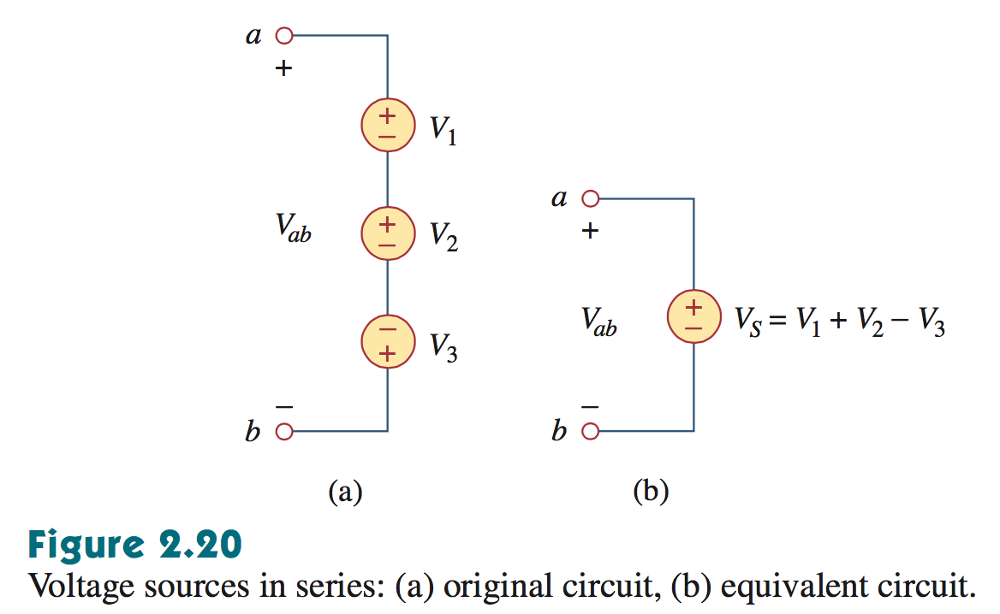 a
+
+
−
V1
Vab
+
−
V2
−
+
V3
−
b
(a)
a
+
Vab
+
−
VS = V1 + V2 − V3
−
b
(b)
Figure 2.20
Voltage sources in series: (a) original circuit, (b) equivalent circuit.